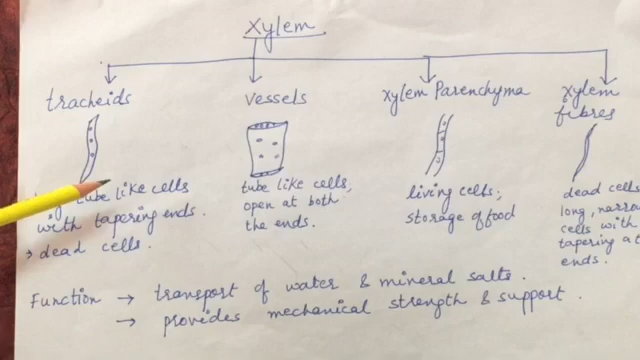 Xylem
tracheids
tube like cells
with tapering ends.
→ dead cells.
vessels
tube like cells,
open at both
the ends.
xylem Parenchyma
living cells;
storage of food
xylem
fibres
dead cells
long, narro
cells with
tapering at
ends.
Function → transport of water & mineral salts.
→ provides mechanical strength & support.